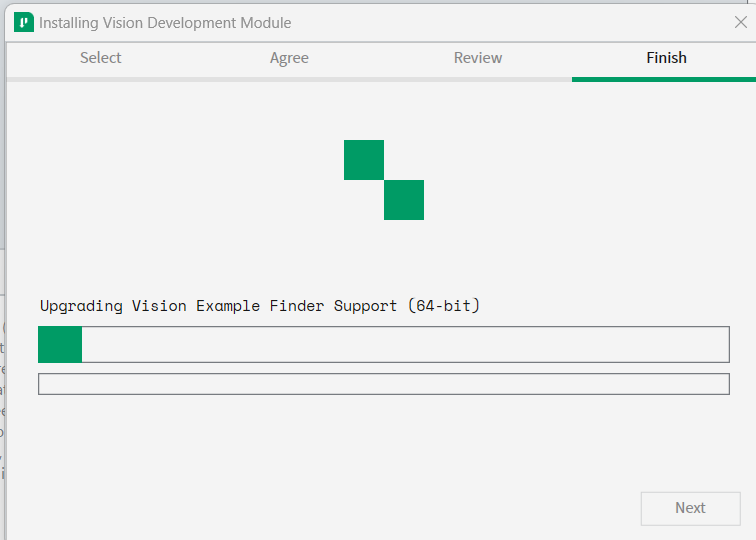 Installing Vision Development Module
Select Agree Review Finish
Upgrading Vision Example Finder Support (64-bit)
Next